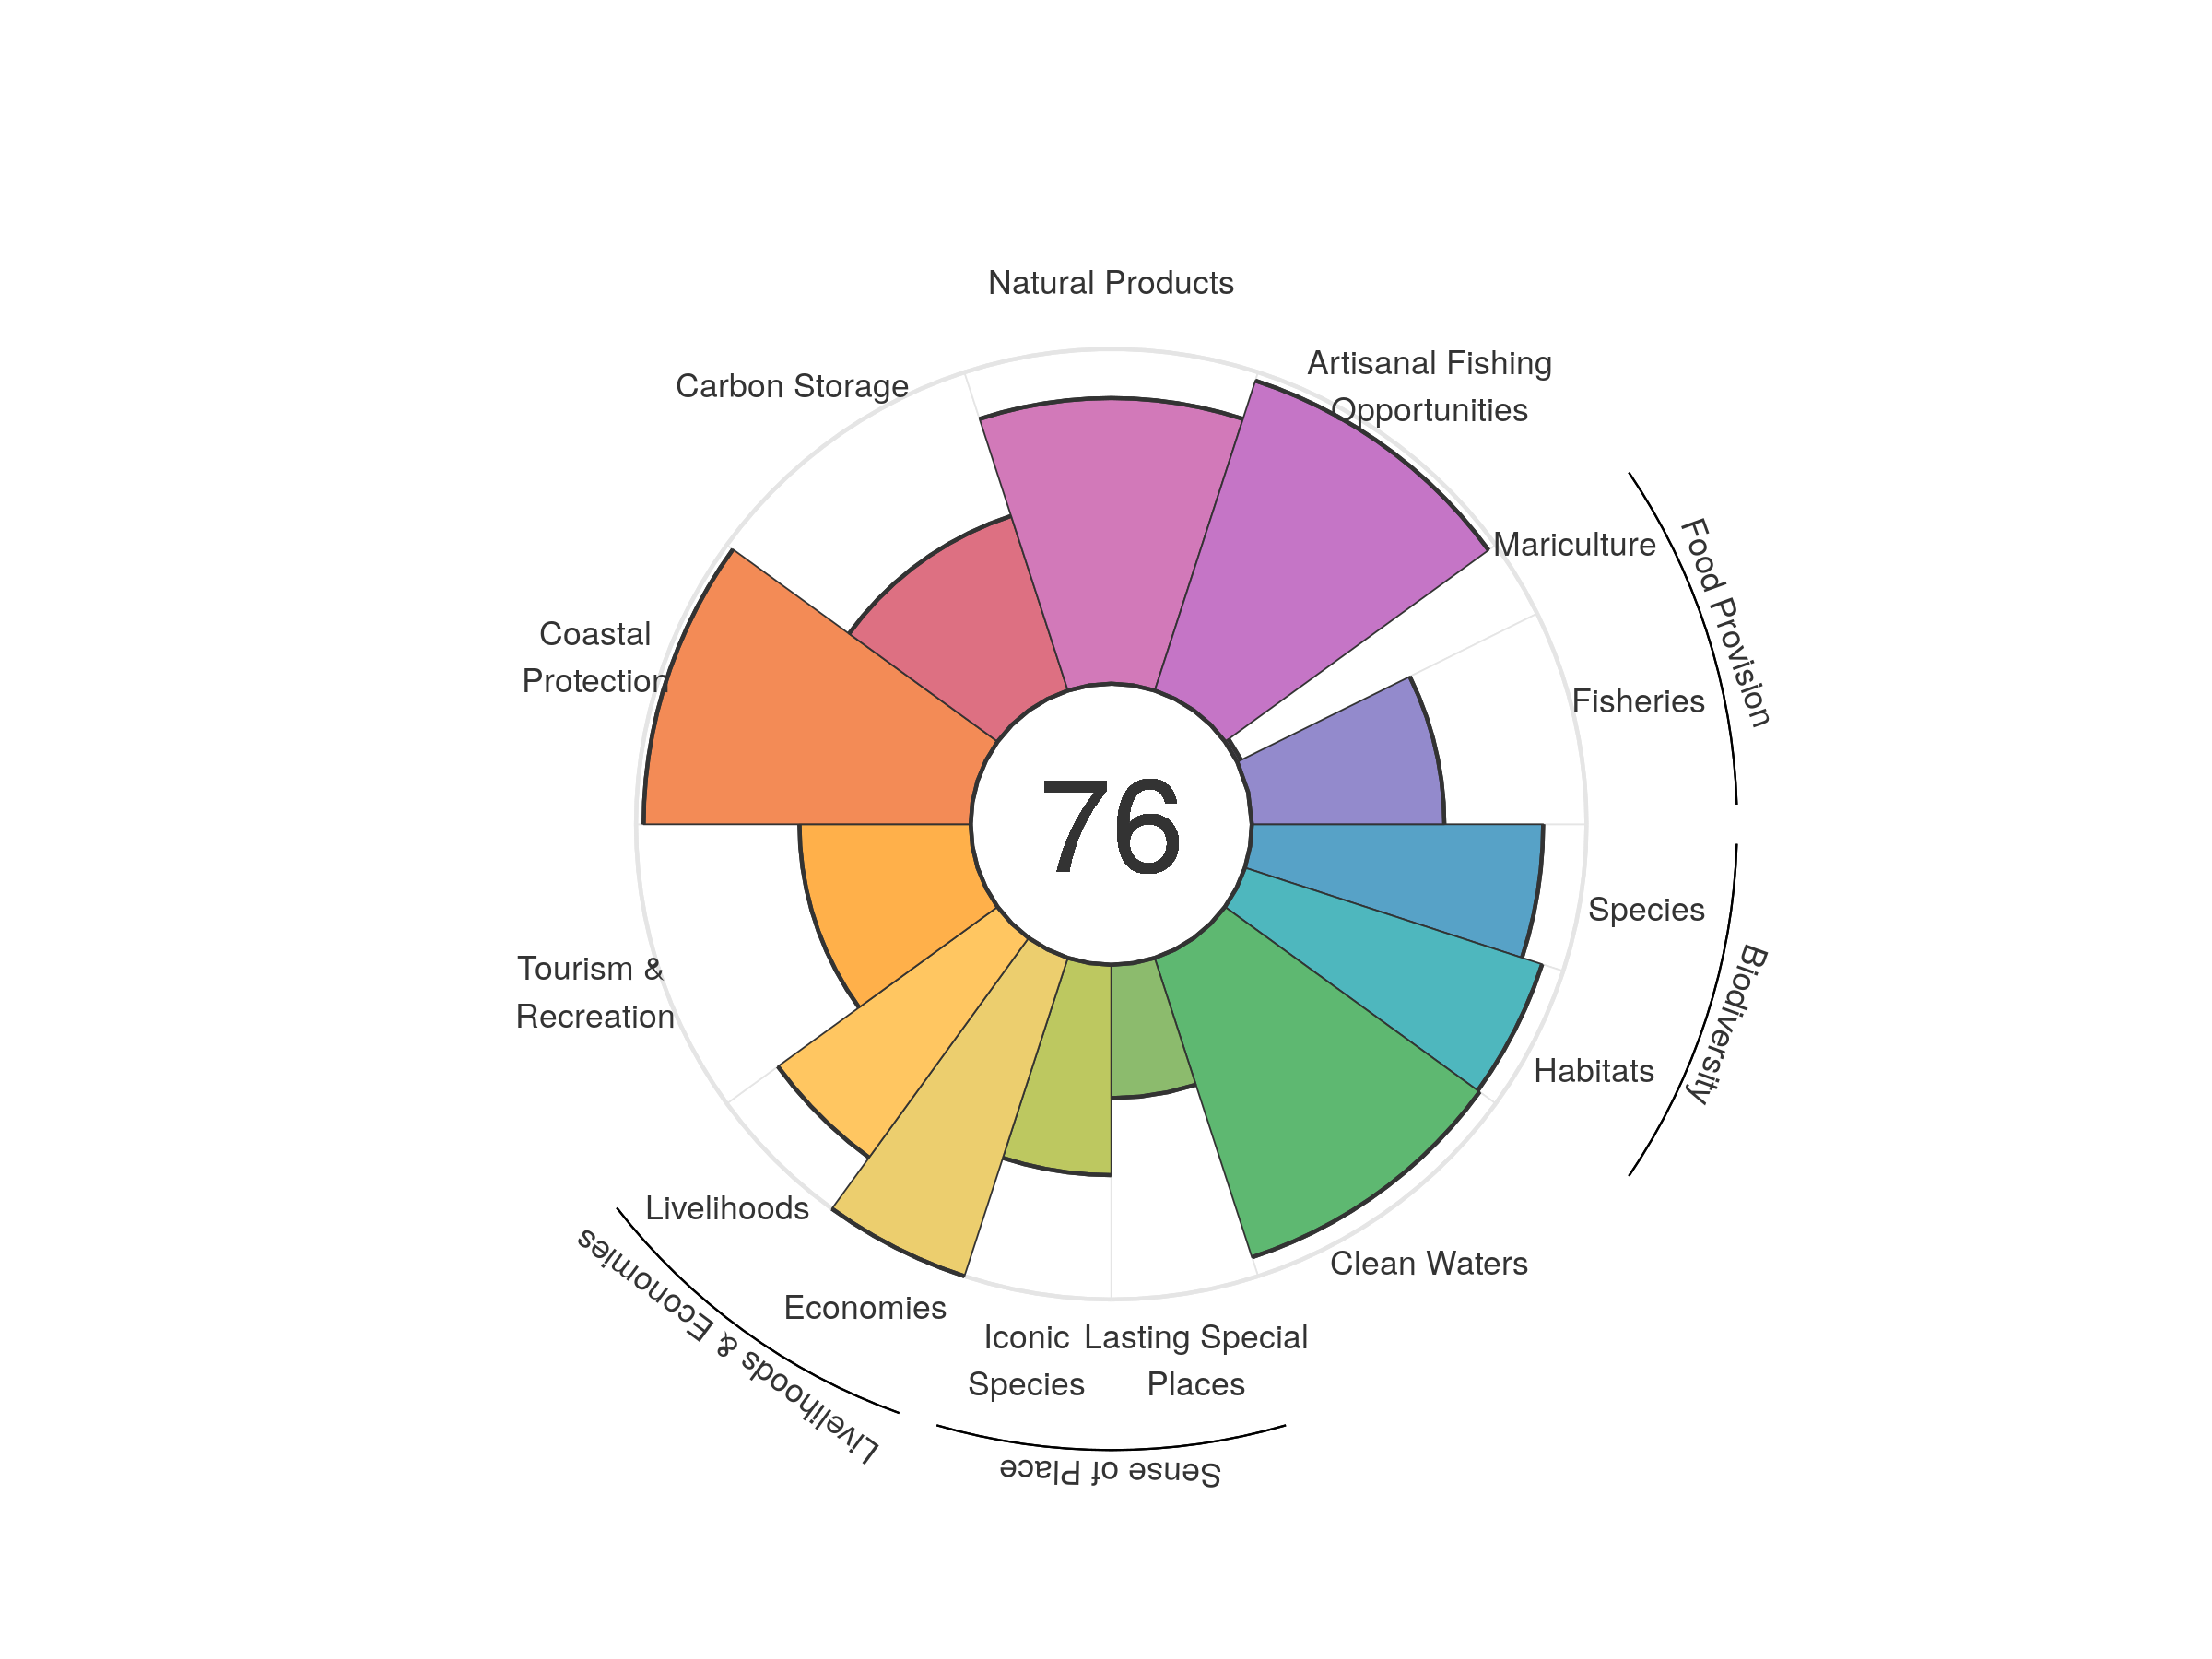 Natural Products
Artisanal Fishing
Opportunities
Carbon Storage
Mariculture
Food Provision
Fisheries
Coastal
Protection
76
Species
Biodiversity
Habitats
Tourism &
Recreation
Livelihoods
Clean Waters
Economies
Livelihoods & Economies
Iconic
Species
Lasting Special
Places
Sense of Place